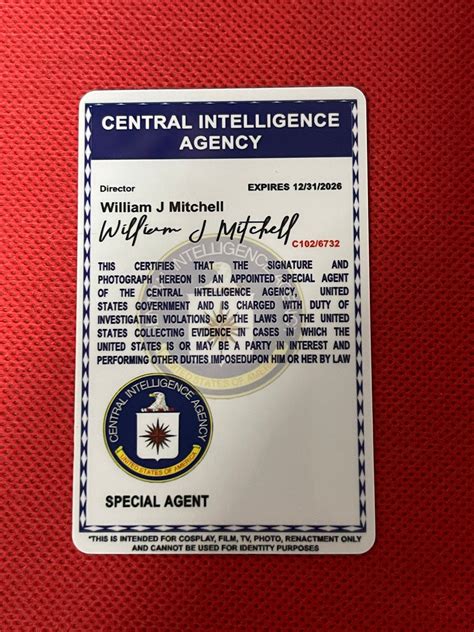 CENTRAL INTELLIGENCE
AGENCY
Director EXPIRES 12/31/2026
William J Mitchell
William J Mitchell
C102/6732
THIS CERTIFIES THAT THE SIGNATURE AND
PHOTOGRAPH HEREON IS AN APPOINTED SPECIAL AGENT
OF THE CENTRAL INTELLIGENCE AGENCY, UNITED
STATES GOVERNMENT AND IS CHARGED WITH DUTY OF
INVESTIGATING VIOLATIONS OF THE LAWS OF THE UNITED
STATES COLLECTING EVIDENCE IN CASES IN WHICH THE
UNITED STATES IS OR MAY BE A PARTY IN INTEREST AND
PERFORMING OTHER DUTIES IMPOSEDUPON HIM OR HER BY LAW
CENTRAL INTELLIGENCE AGENCY
UNITED STATES OF AMERICA
SPECIAL AGENT
*THIS IS INTENDED FOR COSPLAY, FILM, TV, PHOTO, RENACTMENT ONLY
AND CANNOT BE USED FOR IDENTITY PURPOSES